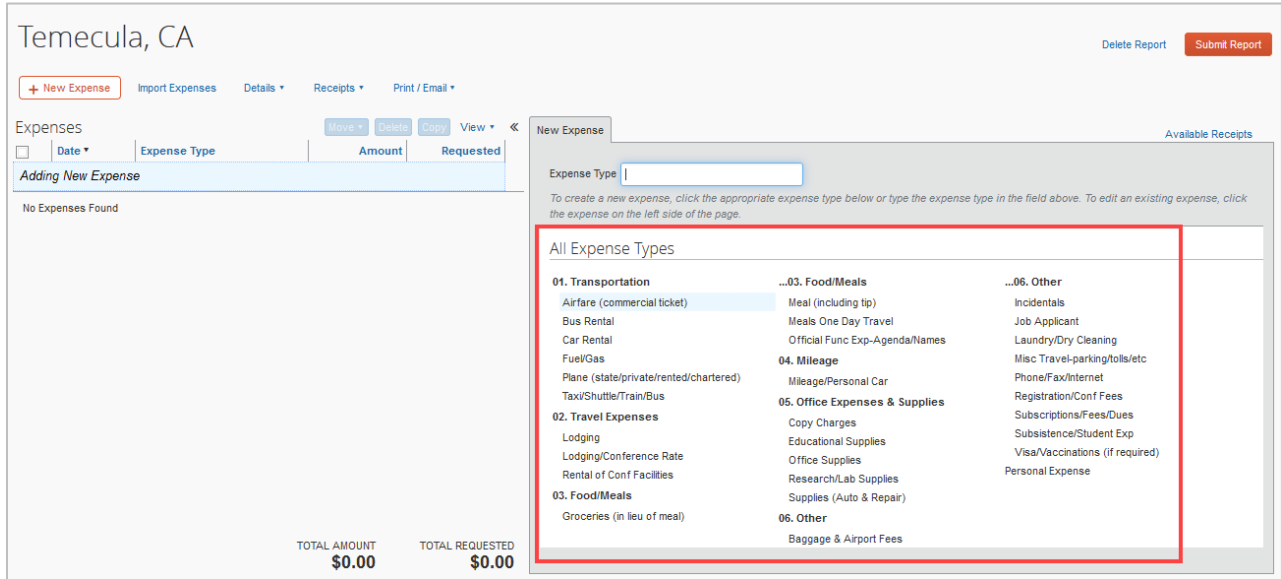 Temecula, CA
Delete Report
Submit Report
+ New Expense
Import Expenses
Details
Receipts
Print / Email
Expenses
Move
Delete
Copy
View
Date
Expense Type
Amount
Requested
Adding New Expense
No Expenses Found
TOTAL AMOUNT
$0.00
TOTAL REQUESTED
$0.00
New Expense
Available Receipts
Expense Type
To create a new expense, click the appropriate expense type below or type the expense type in the field above. To edit an existing expense, click
the expense on the left side of the page.
All Expense Types
01. Transportation
Airfare (commercial ticket)
Bus Rental
Car Rental
Fuel/Gas
Plane (state/private/rented/chartered)
Taxi/Shuttle/Train/Bus
02. Travel Expenses
Lodging
Lodging/Conference Rate
Rental of Conf Facilities
03. Food/Meals
Groceries (in lieu of meal)
...03. Food/Meals
Meal (including tip)
Meals One Day Travel
Official Func Exp-Agenda/Names
04. Mileage
Mileage/Personal Car
05. Office Expenses & Supplies
Copy Charges
Educational Supplies
Office Supplies
Research/Lab Supplies
Supplies (Auto & Repair)
06. Other
Baggage & Airport Fees
...06. Other
Incidentals
Job Applicant
Laundry/Dry Cleaning
Misc Travel-parking/tolls/etc
Phone/Fax/Internet
Registration/Conf Fees
Subscriptions/Fees/Dues
Subsistence/Student Exp
Visa/Vaccinations (if required)
Personal Expense